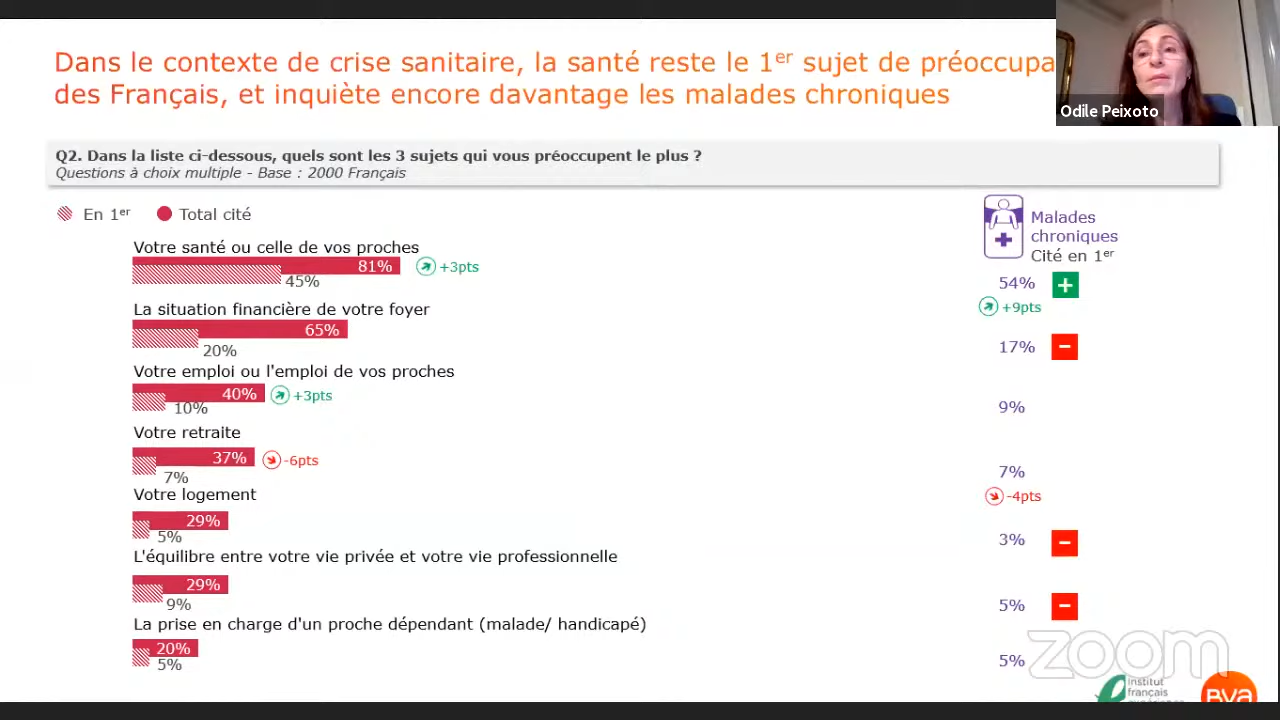 Dans le contexte de crise sanitaire, la santé reste le 1er sujet de préoccupa
des Français, et inquiète encore davantage les malades chroniques
Odile Peixoto
Q2. Dans la liste ci-dessous, quels sont les 3 sujets qui vous préoccupent le plus ?
Questions à choix multiple - Base : 2000 Français
En 1er Total cité
Malades
chroniques
Cité en 1er
Votre santé ou celle de vos proches
81% +3pts
45%
54% +
+9pts
La situation financière de votre foyer
65%
20%
17% −
Votre emploi ou l'emploi de vos proches
40% +3pts
10%
9%
Votre retraite
37% -6pts
7%
7%
-4pts
Votre logement
29%
5%
3% −
L'équilibre entre votre vie privée et votre vie professionnelle
29%
9%
5% −
La prise en charge d'un proche dépendant (malade/ handicapé)
20%
5%
5%
zoom
institut
français
BVA